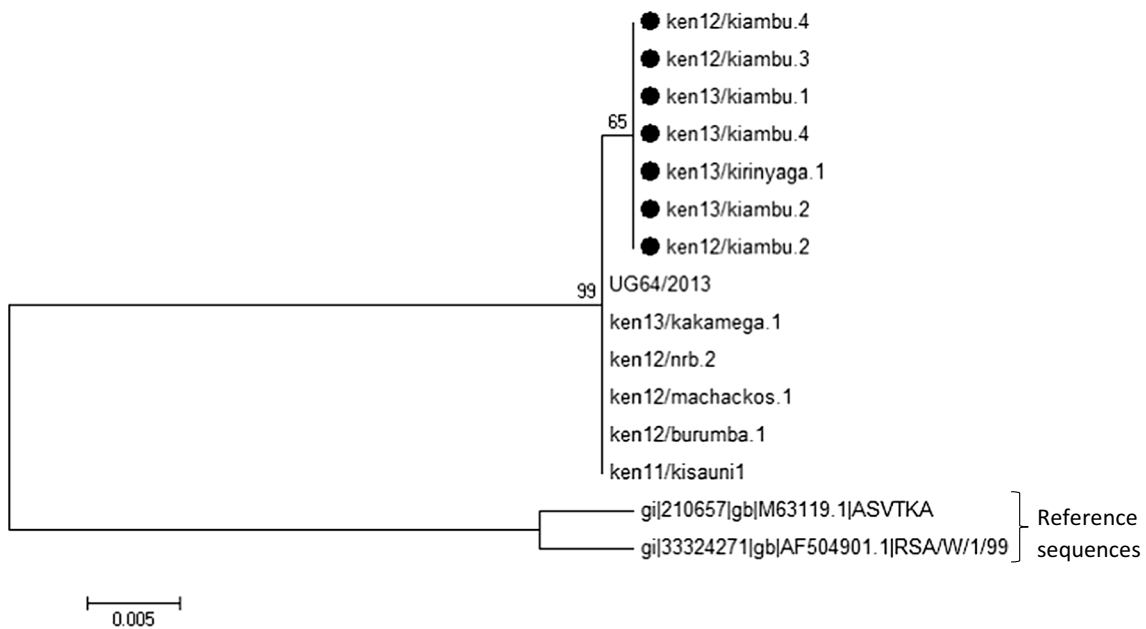 ken12/kiambu.4
ken12/kiambu.3
ken13/kiambu.1
65
ken13/kiambu.4
ken13/kirinyaga.1
ken13/kiambu.2
ken12/kiambu.2
99
UG64/2013
ken13/kakamega.1
ken12/nrb.2
ken12/machackos.1
ken12/burumba.1
ken11/kisauni1
gi|210657|gb|M63119.1|ASVTKA
gi|33324271|gb|AF504901.1|RSA/W/1/99
Reference
sequences
0.005